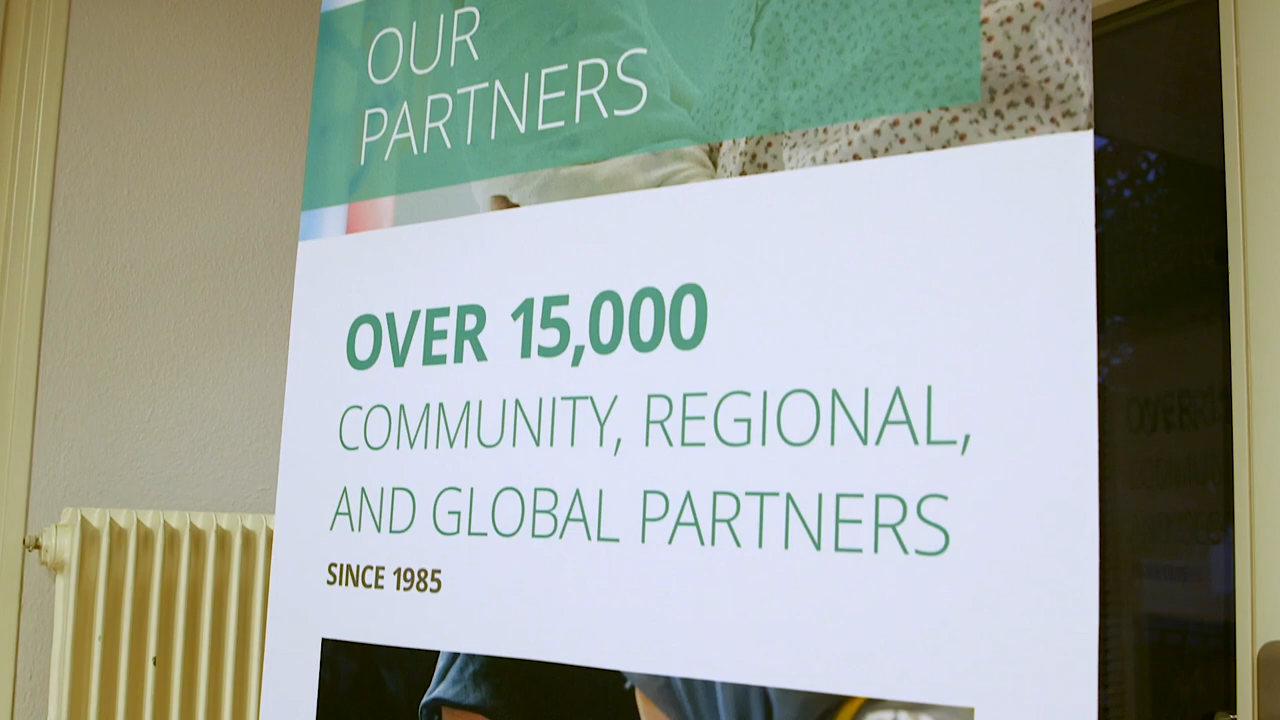 OUR
PARTNERS
OVER 15,000
COMMUNITY, REGIONAL,
AND GLOBAL PARTNERS
SINCE 1985